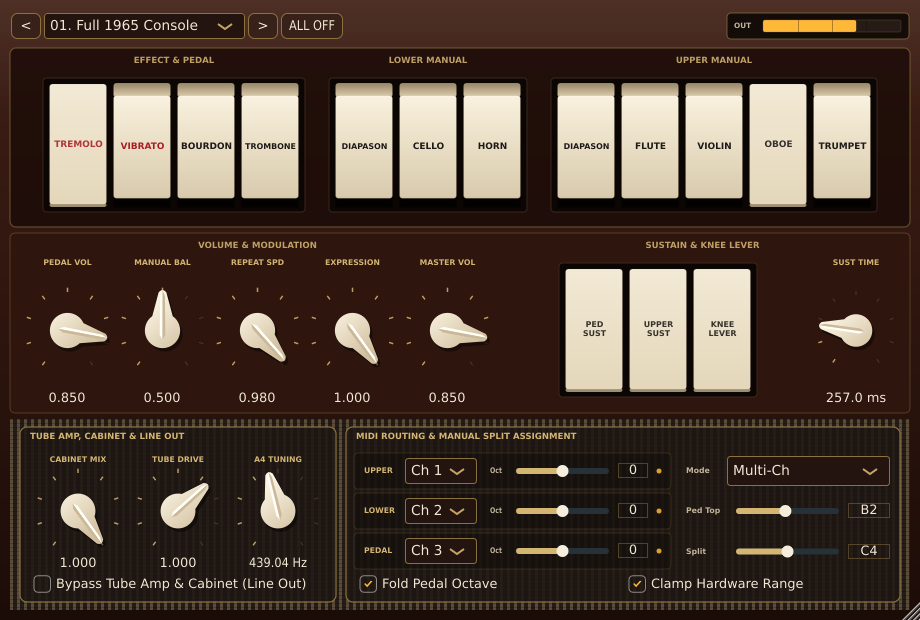 < 01. Full 1965 Console > ALL OFF OUT
EFFECT & PEDAL LOWER MANUAL UPPER MANUAL
TREMOLO VIBRATO BOURDON TROMBONE DIAPASON CELLO HORN DIAPASON FLUTE VIOLIN OBOE TRUMPET
VOLUME & MODULATION SUSTAIN & KNEE LEVER
PEDAL VOL MANUAL BAL REPEAT SPD EXPRESSION MASTER VOL SUST TIME
PED UPPER KNEE
SUST SUST LEVER
0.850 0.500 0.980 1.000 0.850 257.0 ms
TUBE AMP, CABINET & LINE OUT
CABINET MIX TUBE DRIVE A4 TUNING
1.000 1.000 439.04 Hz
Bypass Tube Amp & Cabinet (Line Out)
MIDI ROUTING & MANUAL SPLIT ASSIGNMENT
UPPER Ch 1 Oct 0 Mode Multi-Ch
LOWER Ch 2 Oct 0 Ped Top B2
PEDAL Ch 3 Oct 0 Split C4
Fold Pedal Octave Clamp Hardware Range